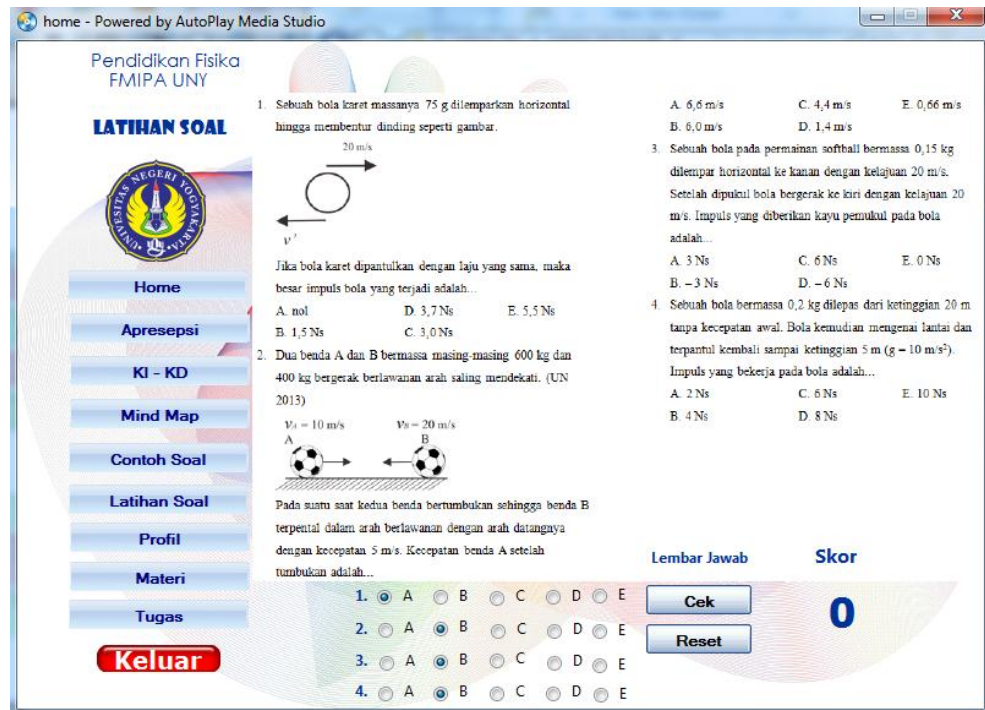 home - Powered by AutoPlay Media Studio
Pendidikan Fisika
FMIPA UNY
LATIHAN SOAL
UNIVERSITAS NEGERI YOGYAKARTA
Home
Apresepsi
KI - KD
Mind Map
Contoh Soal
Latihan Soal
Profil
Materi
Tugas
Keluar
1. Sebuah bola karet massanya 75 g dilemparkan horizontal
hingga membentur dinding seperti gambar.
20 m/s
v'
Jika bola karet dipantulkan dengan laju yang sama, maka
besar impuls bola yang terjadi adalah...
A. nol D. 3,7 Ns E. 5,5 Ns
B. 1,5 Ns C. 3,0 Ns
2. Dua benda A dan B bermassa masing-masing 600 kg dan
400 kg bergerak berlawanan arah saling mendekati. (UN
2013)
vA = 10 m/s vB = 20 m/s
A B
Pada suatu saat kedua benda bertumbukan sehingga benda B
terpental dalam arah berlawanan dengan arah datangnya
dengan kecepatan 5 m/s. Kecepatan benda A setelah
tumbukan adalah...
A. 6,6 m/s C. 4,4 m/s E. 0,66 m/s
B. 6,0 m/s D. 1,4 m/s
3. Sebuah bola pada permainan softball bermassa 0,15 kg
dilempar horizontal ke kanan dengan kelajuan 20 m/s.
Setelah dipukul bola bergerak ke kiri dengan kelajuan 20
m/s. Impuls yang diberikan kayu pemukul pada bola
adalah...
A. 3 Ns C. 6 Ns E. 0 Ns
B. – 3 Ns D. – 6 Ns
4. Sebuah bola bermassa 0,2 kg dilepas dari ketinggian 20 m
tanpa kecepatan awal. Bola kemudian mengenai lantai dan
terpantul kembali sampai ketinggian 5 m (g = 10 m/s²).
Impuls yang bekerja pada bola adalah...
A. 2 Ns C. 6 Ns E. 10 Ns
B. 4 Ns D. 8 Ns
Lembar Jawab Skor
1. A B C D E
2. A B C D E
3. A B C D E
4. A B C D E
Cek
Reset
0